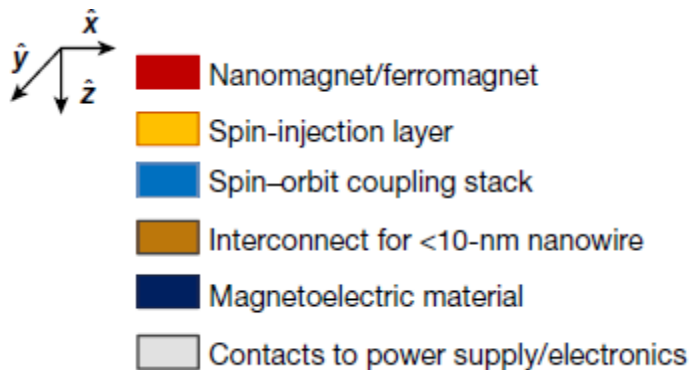 x̂
ŷ
ẑ
Nanomagnet/ferromagnet
Spin-injection layer
Spin–orbit coupling stack
Interconnect for <10-nm nanowire
Magnetoelectric material
Contacts to power supply/electronics